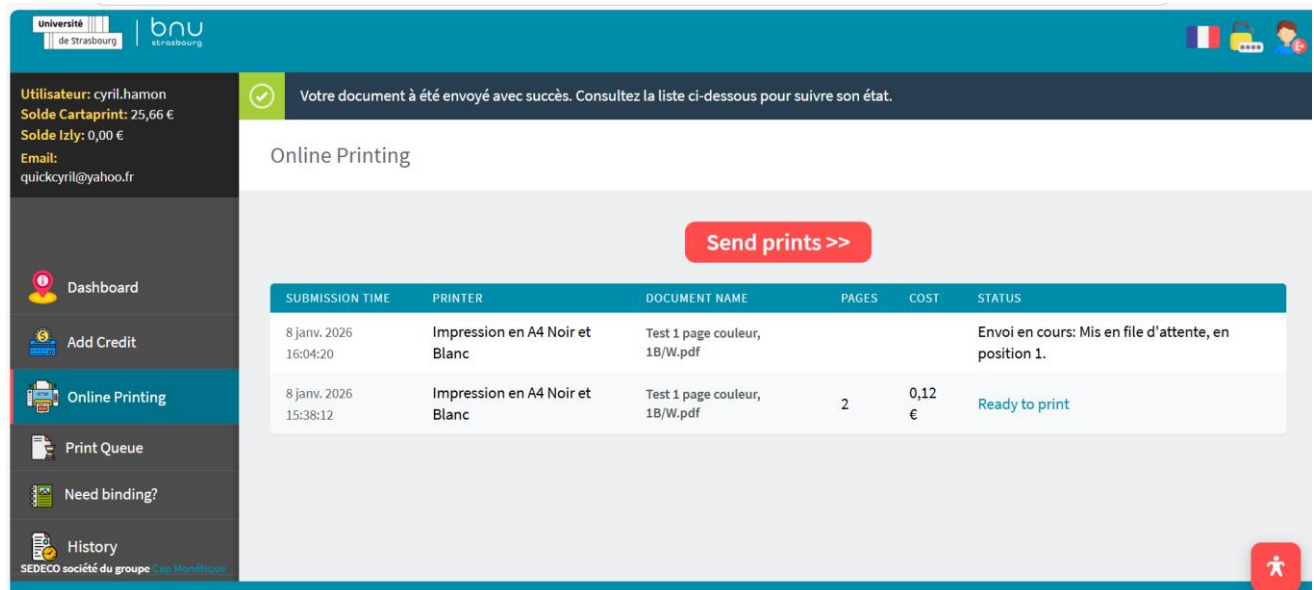 Université
de Strasbourg
bnu
strasbourg
Utilisateur: cyril.hamon
Solde Cartaprint: 25,66 €
Solde Izly: 0,00 €
Email:
quickcyril@yahoo.fr
Votre document à été envoyé avec succès. Consultez la liste ci-dessous pour suivre son état.
Online Printing
Send prints >>
Dashboard
Add Credit
Online Printing
Print Queue
Need binding?
History
SEDECO société du groupe Cap Monétique
SUBMISSION TIME PRINTER DOCUMENT NAME PAGES COST STATUS
8 janv. 2026 Impression en A4 Noir et Test 1 page couleur, Envoi en cours: Mis en file d'attente, en
16:04:20 Blanc 1B/W.pdf position 1.
8 janv. 2026 Impression en A4 Noir et Test 1 page couleur, 2 0,12 Ready to print
15:38:12 Blanc 1B/W.pdf €